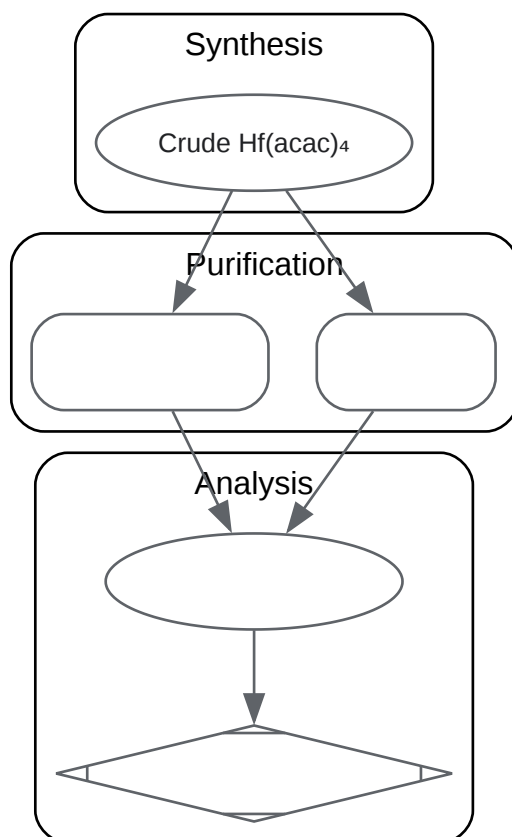 Synthesis
Crude Hf(acac)₄
Purification
Analysis